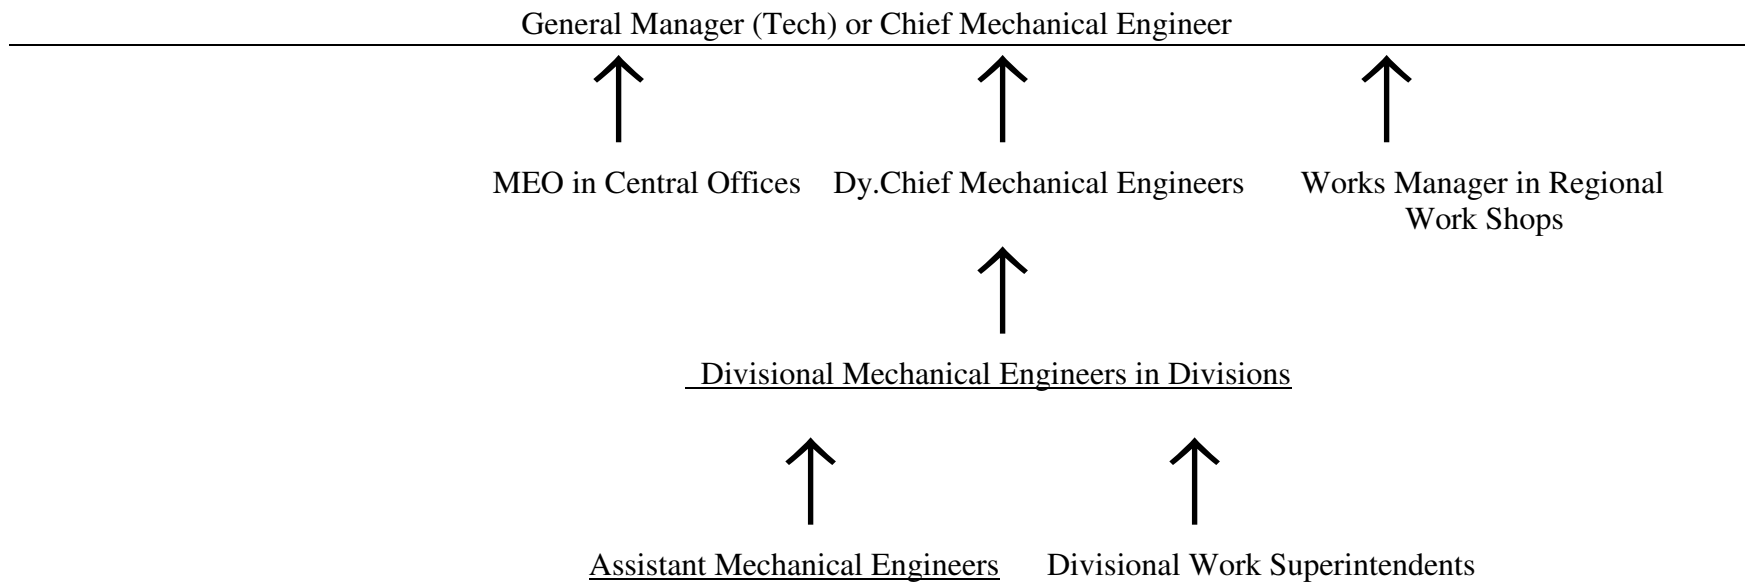 General Manager (Tech) or Chief Mechanical Engineer
MEO in Central Offices Dy.Chief Mechanical Engineers Works Manager in Regional
Work Shops
Divisional Mechanical Engineers in Divisions
Assistant Mechanical Engineers Divisional Work Superintendents